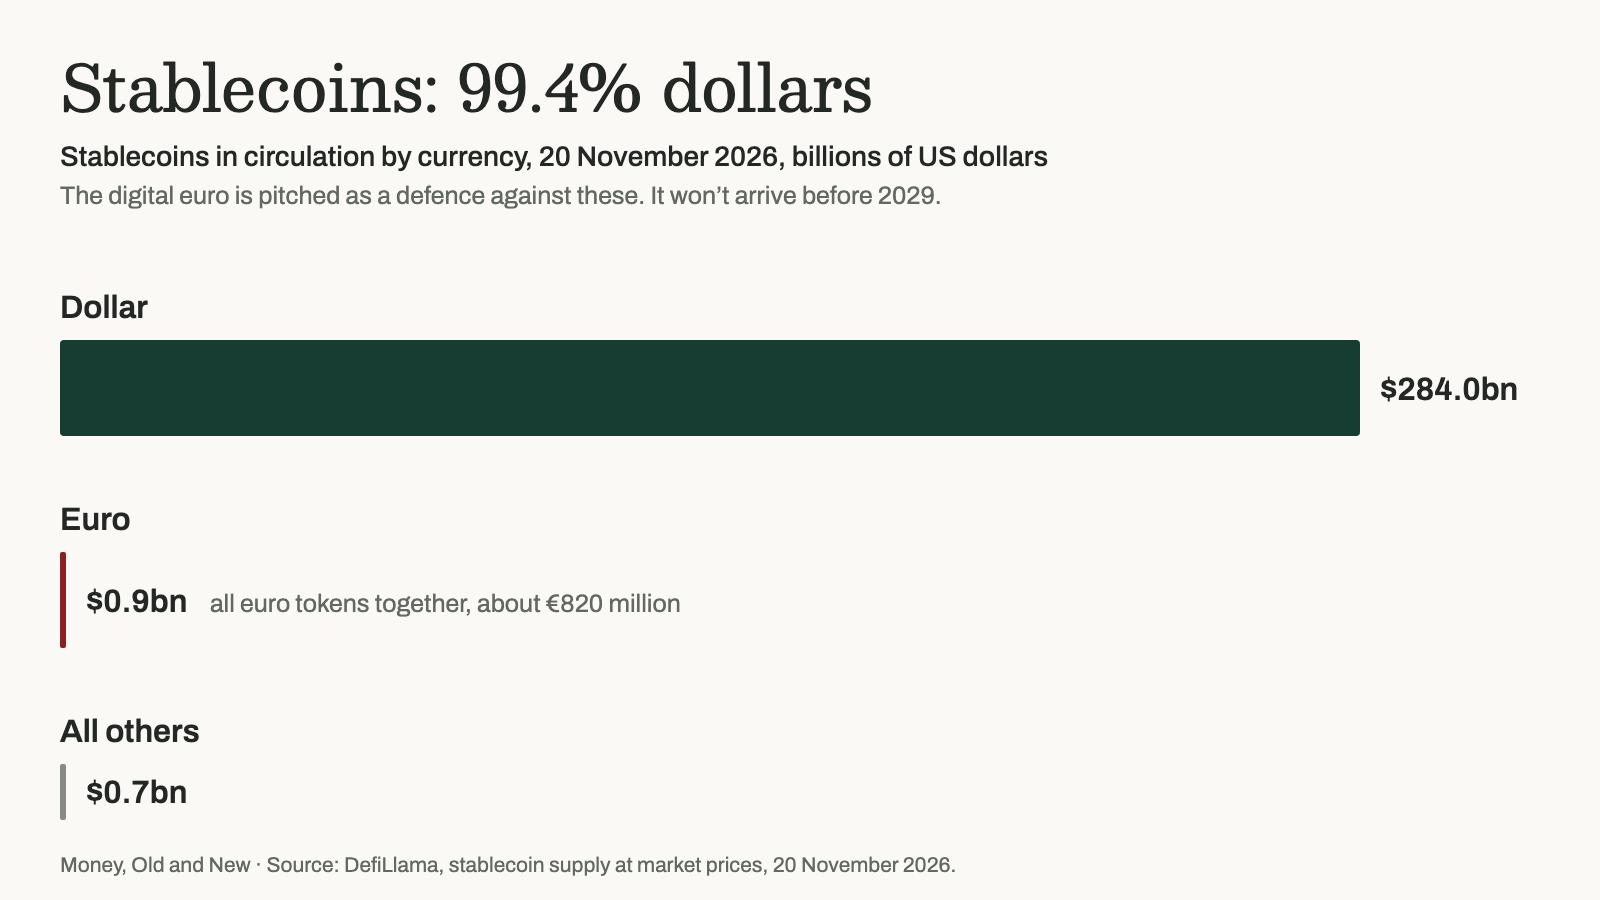 Stablecoins: 99.4% dollars
Stablecoins in circulation by currency, 20 November 2026, billions of US dollars
The digital euro is pitched as a defence against these. It won’t arrive before 2029.
Dollar
$284.0bn
Euro
$0.9bn all euro tokens together, about €820 million
All others
$0.7bn
Money, Old and New · Source: DefiLlama, stablecoin supply at market prices, 20 November 2026.